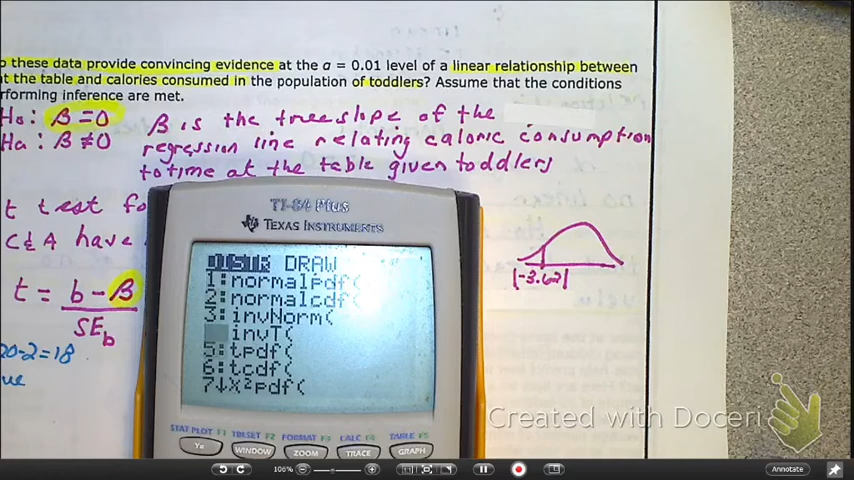 o these data provide convincing evidence at the α = 0.01 level of a linear relationship between
at the table and calories consumed in the population of toddlers? Assume that the conditions
rforming inference are met.
Ho: β = 0
Ha: β ≠ 0
β is the true slope of the
regression line relating caloric consumption
to time at the table given toddlers
t test fo
C & A have
t = b - β
SEb
20-2=18
ue
|-3.62|
TI-84 Plus
TEXAS INSTRUMENTS
DISTR DRAW
1:normalpdf(
2:normalcdf(
3:invNorm(
invT(
5:tpdf(
6:tcdf(
7↓χ²pdf(
STAT PLOT F1 TBLSET F2 FORMAT F3 CALC F4 TABLE F5
Y= WINDOW ZOOM TRACE GRAPH
Created with Doceri
106%
Annotate